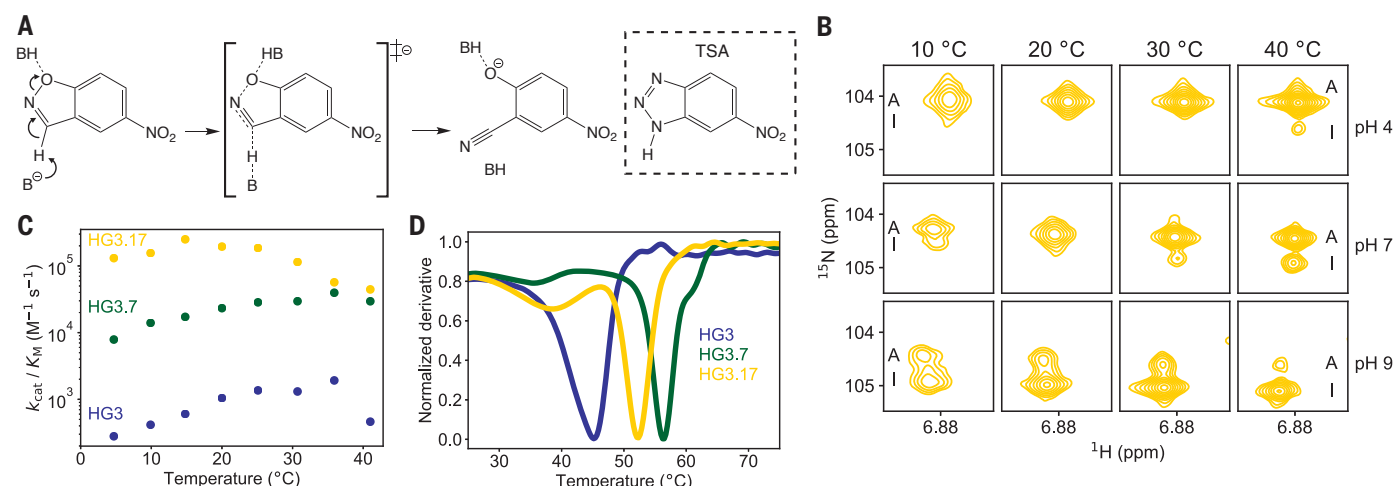 A
BH
O
N
H
B⊖
NO2
HB
O
N
H
B
NO2
‡⊖
BH
O⊖
N
BH
NO2
TSA
N
N
N
H
NO2
B
10 °C
20 °C
30 °C
40 °C
104
A
I
105
A
I
pH 4
104
A
I
105
A
I
pH 7
104
A
I
105
A
I
pH 9
15N (ppm)
6.88
6.88
6.88
6.88
1H (ppm)
C
HG3.17
HG3.7
HG3
10^5
10^4
10^3
kcat / KM (M−1 s−1)
0
10
20
30
40
Temperature (°C)
D
1.0
0.8
0.6
0.4
0.2
0.0
Normalized derivative
HG3
HG3.7
HG3.17
30
40
50
60
70
Temperature (°C)